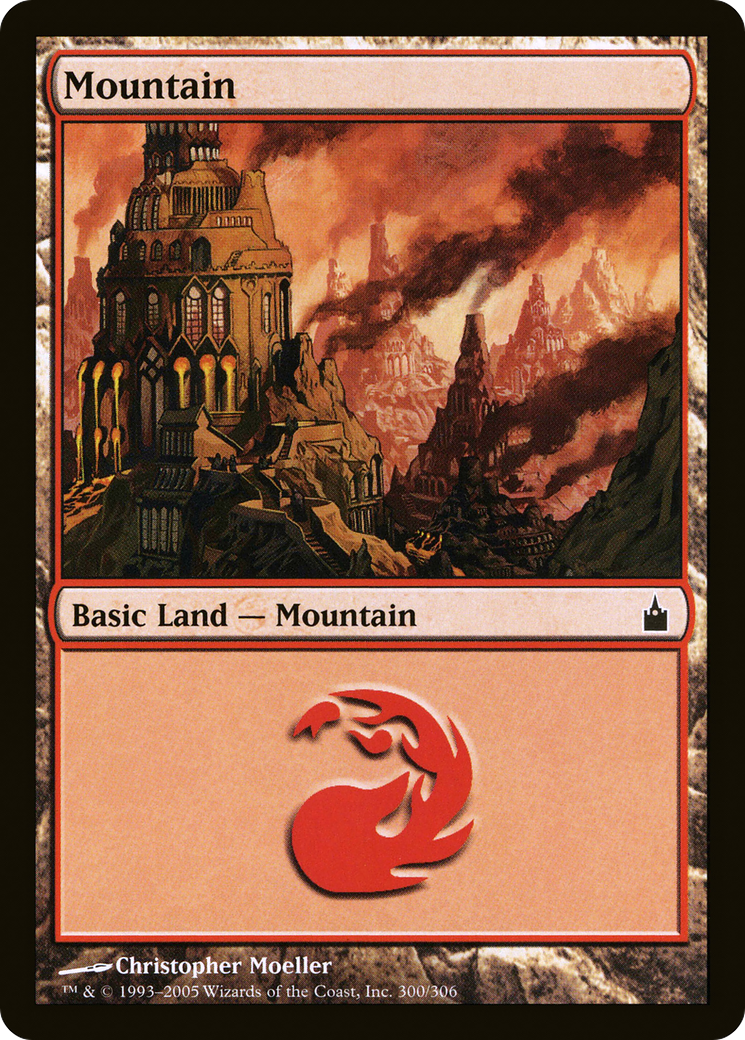 Mountain
Basic Land — Mountain
Christopher Moeller
™ & © 1993–2005 Wizards of the Coast, Inc. 300/306